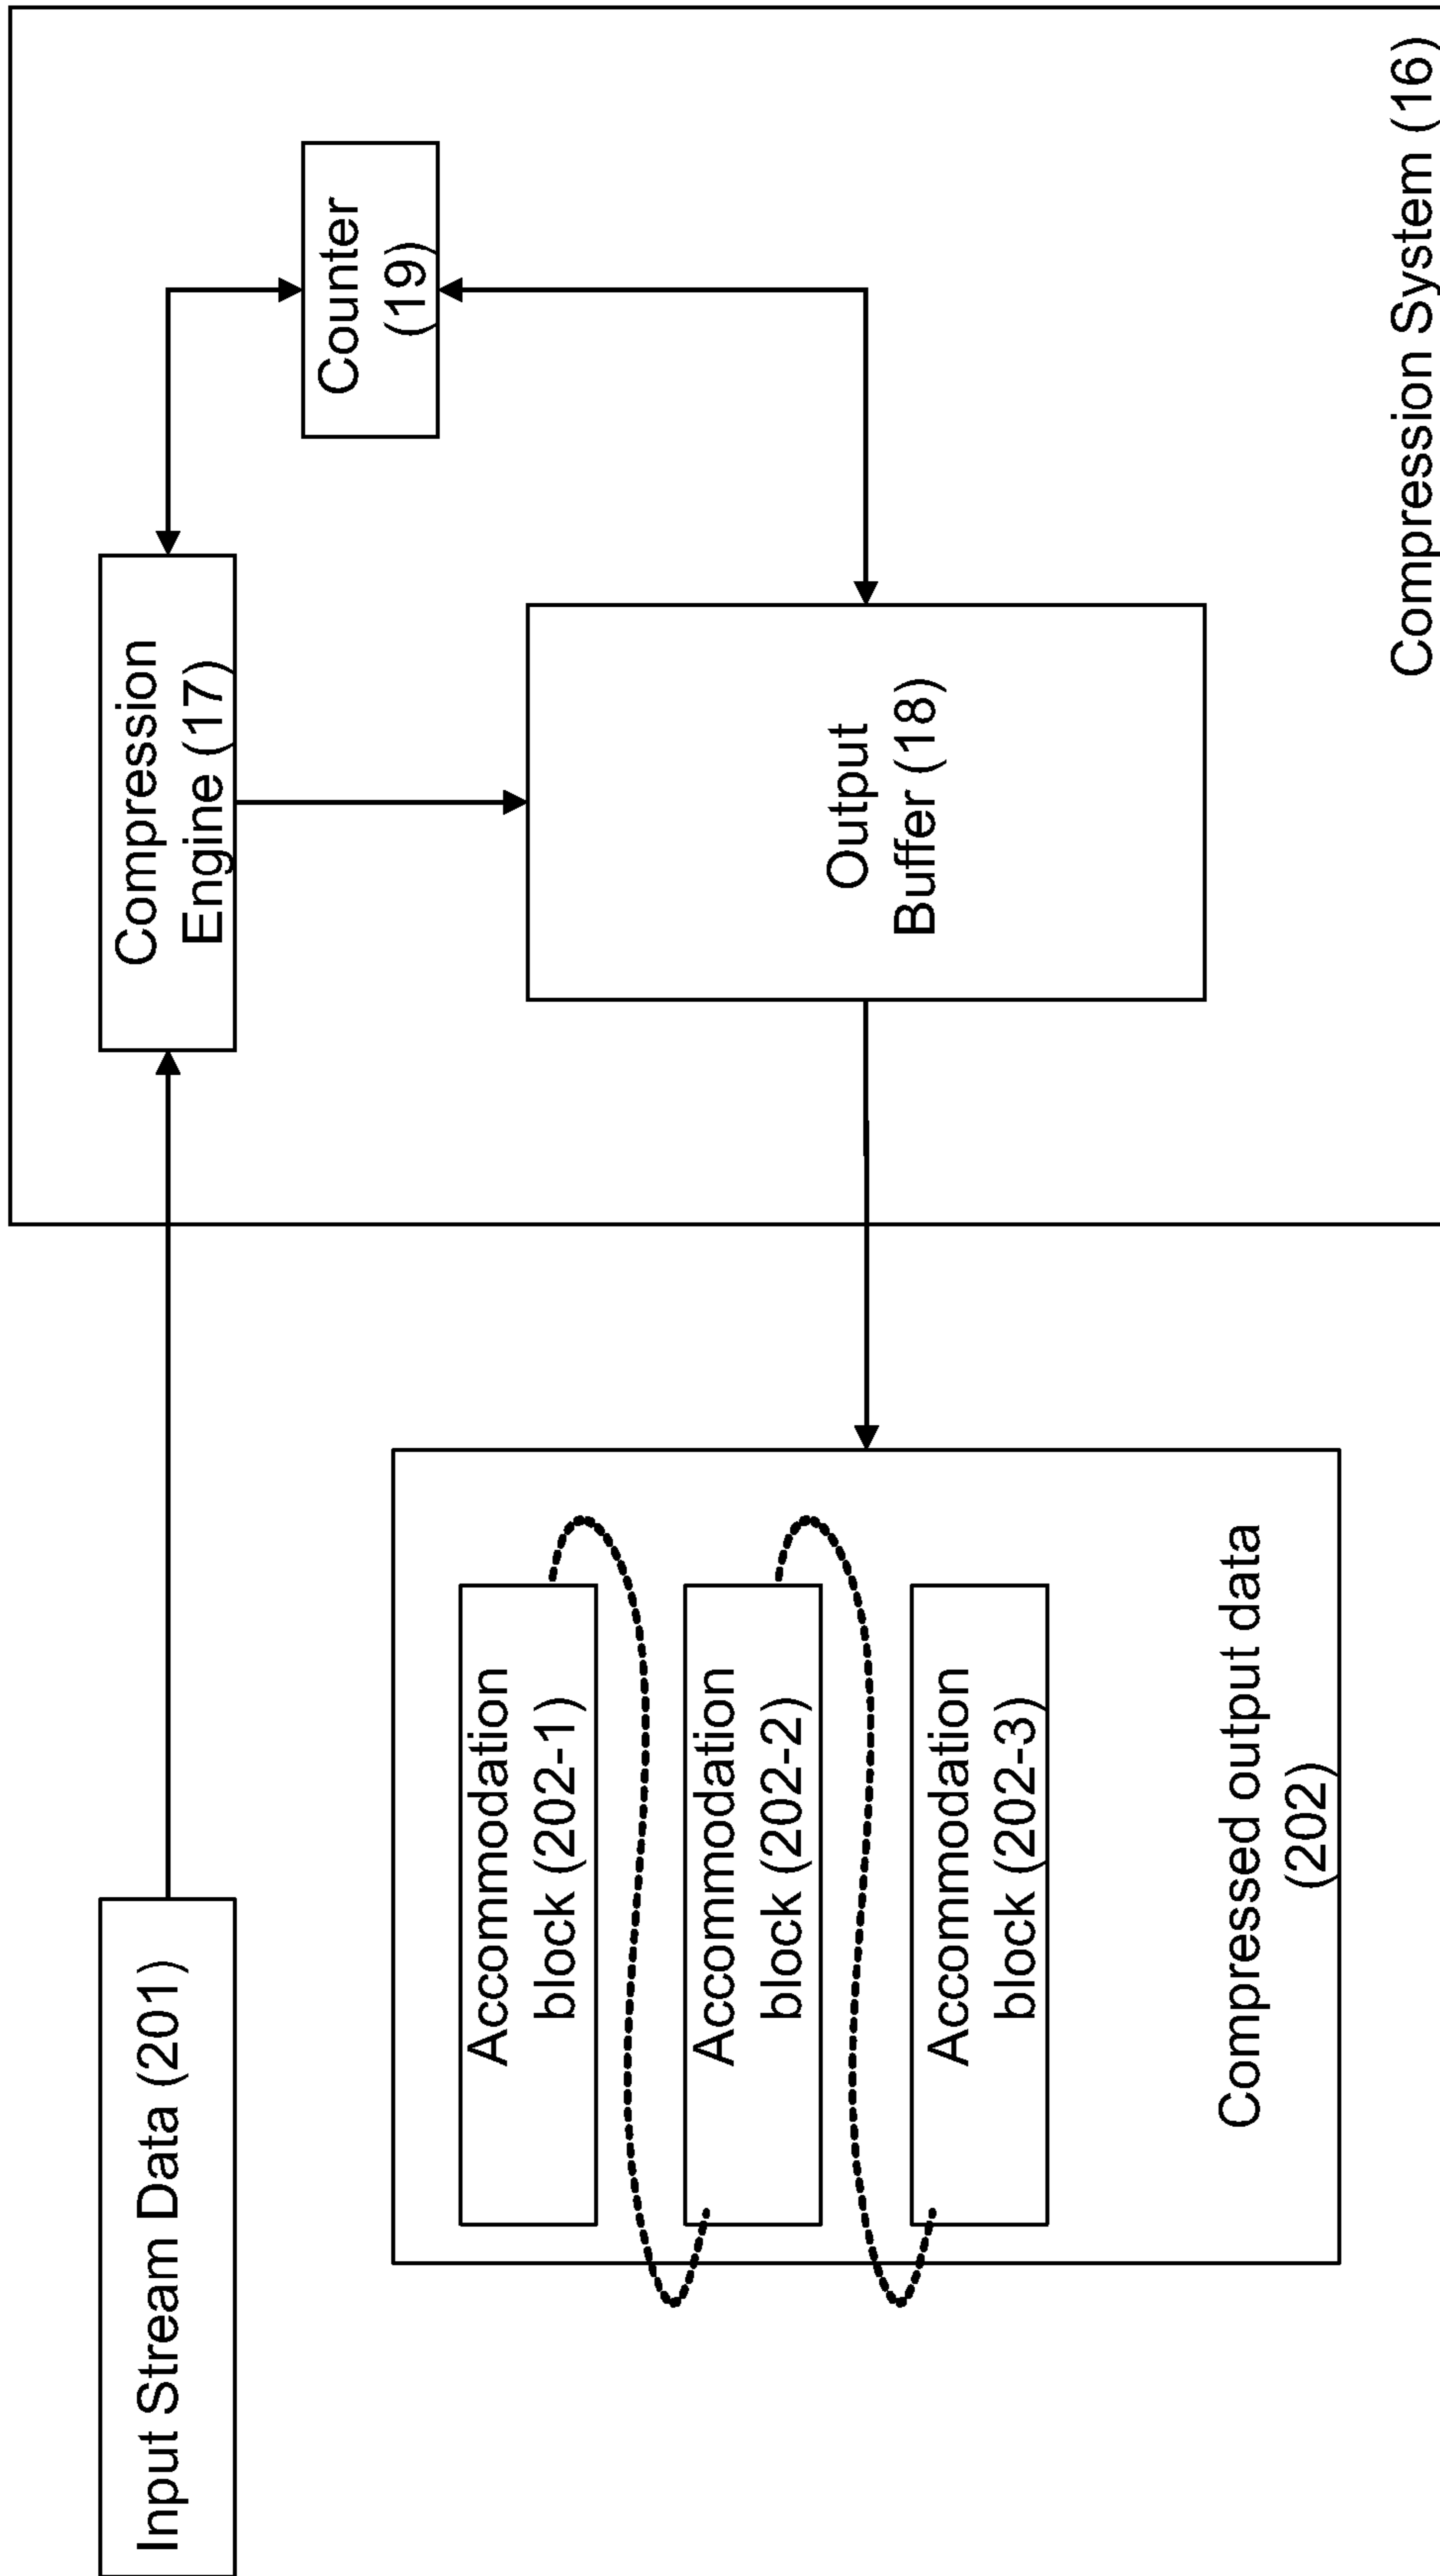 Input Stream Data (201)
Compression
Engine (17)
Counter
(19)
Accommodation
block (202-1)
Accommodation
block (202-2)
Accommodation
block (202-3)
Output
Buffer (18)
Compressed output data
(202)
Compression System (16)